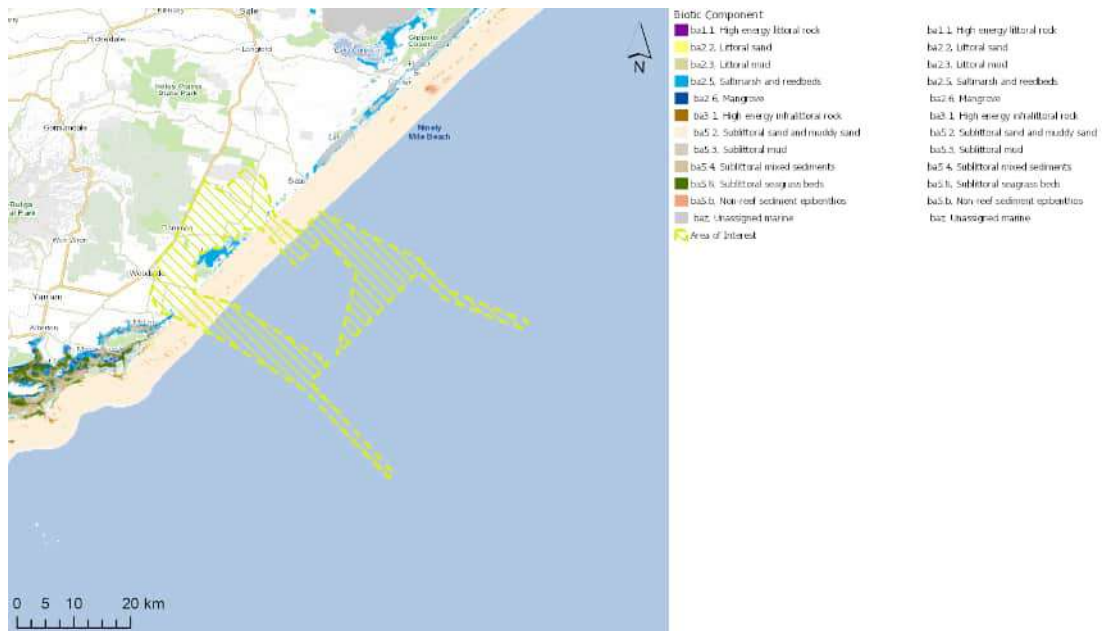 Sale
Longford
State Park
Ninety
Mile Beach
N
Woodside
Yarram
Alberton
0 5 10 20 km
Biotic Component
ba1.1, High energy littoral rock ba1.1, High energy littoral rock
ba2.2, Littoral sand ba2.2, Littoral sand
ba2.3, Littoral mud ba2.3, Littoral mud
ba2.5, Saltmarsh and reedbeds ba2.5, Saltmarsh and reedbeds
ba2.6, Mangrove ba2.6, Mangrove
ba3.1, High energy infralittoral rock ba3.1, High energy infralittoral rock
ba5.2, Sublittoral sand and muddy sand ba5.2, Sublittoral sand and muddy sand
ba5.3, Sublittoral mud ba5.3, Sublittoral mud
ba5.4, Sublittoral mixed sediments ba5.4, Sublittoral mixed sediments
ba5.6, Sublittoral seagrass beds ba5.6, Sublittoral seagrass beds
ba5.b, Non-reef sediment epibenthos ba5.b, Non-reef sediment epibenthos
baz, Unassigned marine baz, Unassigned marine
Area of Interest